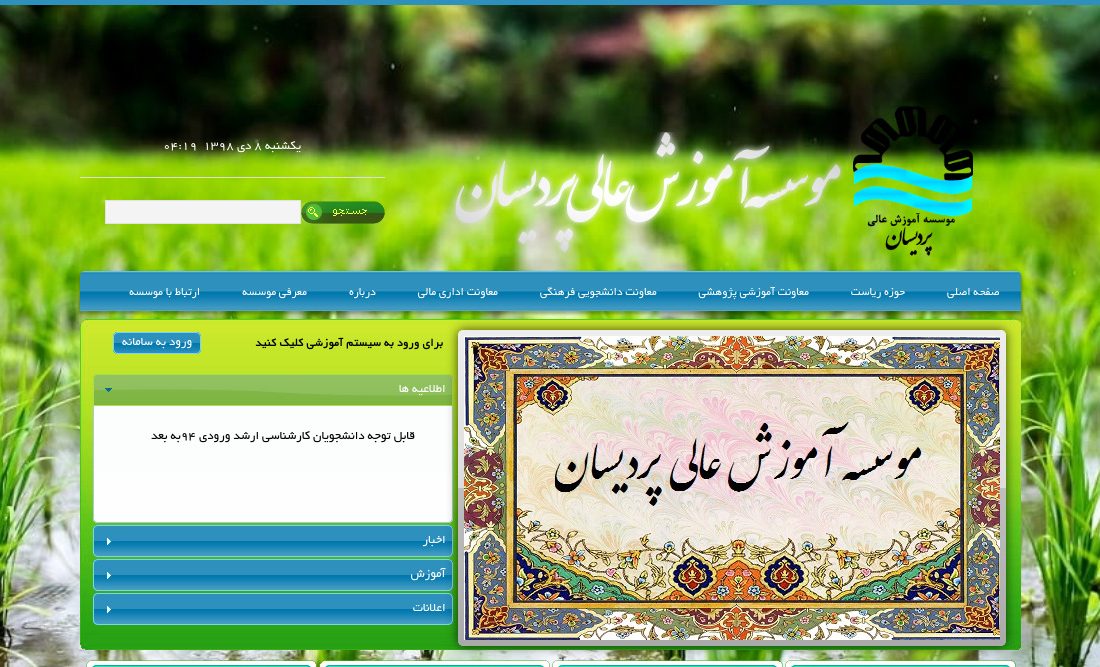 یکشنبه ۸ دی ۱۳۹۸ ۰۴:۱۹
جستجو
موسسه آموزش عالی پردیسان
موسسه آموزش عالی
پردیسان
صفحه اصلی
حوزه ریاست
معاونت آموزشی پژوهشی
معاونت دانشجویی فرهنگی
معاونت اداری مالی
درباره
معرفی موسسه
ارتباط با موسسه
موسسه آموزش عالی پردیسان
برای ورود به سیستم آموزشی کلیک کنید
ورود به سامانه
اطلاعیه ها
قابل توجه دانشجویان کارشناسی ارشد ورودی ۹۴به بعد
اخبار
آموزش
اعلانات